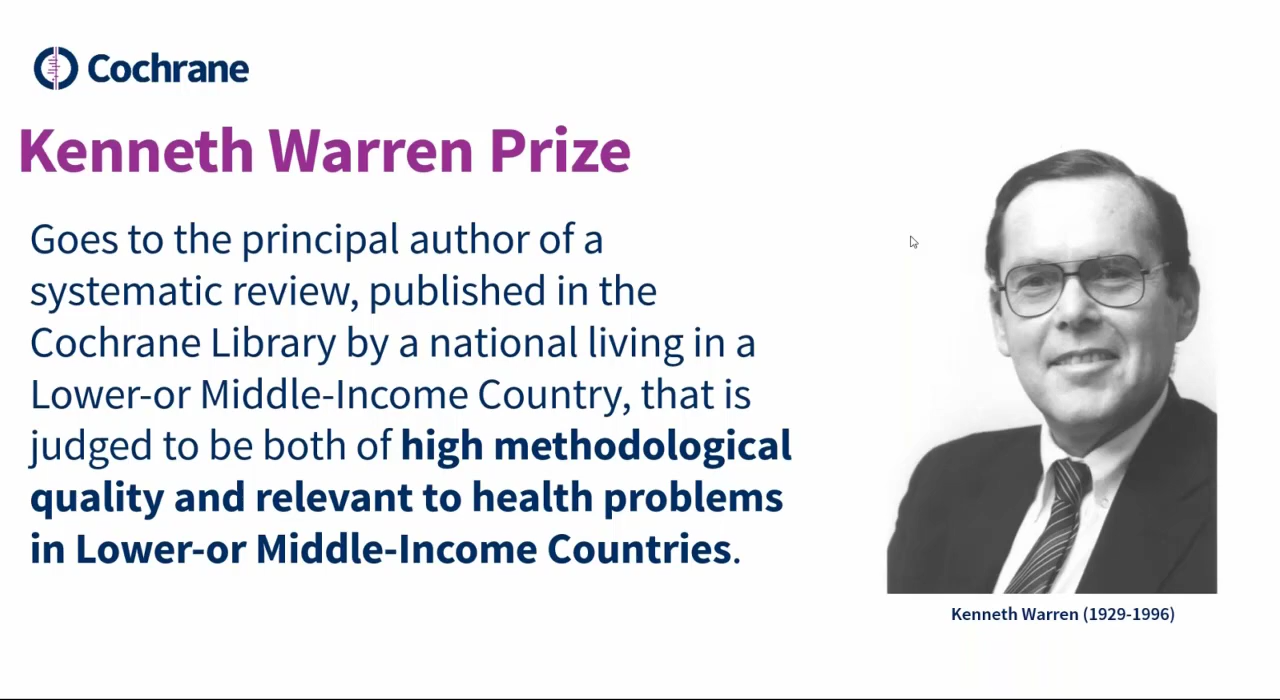 Cochrane
Kenneth Warren Prize
Goes to the principal author of a
systematic review, published in the
Cochrane Library by a national living in a
Lower-or Middle-Income Country, that is
judged to be both of high methodological
quality and relevant to health problems
in Lower-or Middle-Income Countries.
Kenneth Warren (1929-1996)